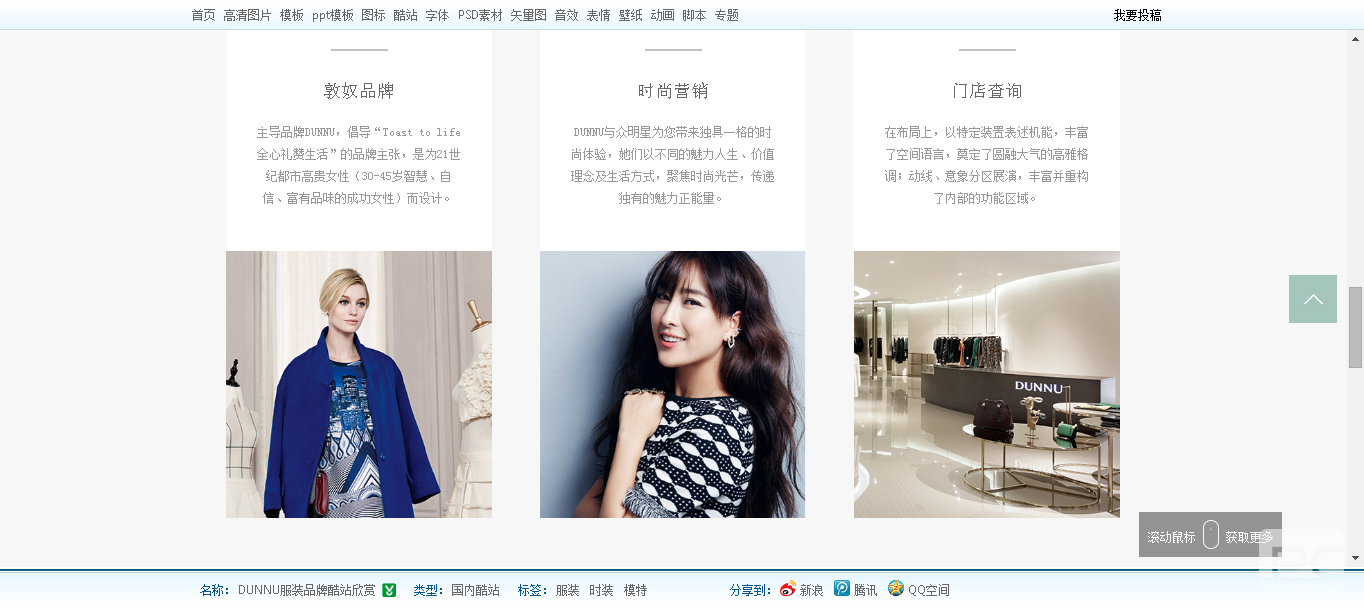 首页 高清图片 模板 ppt模板 图标 酷站 字体 PSD素材 矢量图 音效 表情 壁纸 动画 脚本 专题 我要投稿
敦奴品牌
主导品牌DUNNU，倡导“Toast to life
全心礼赞生活”的品牌主张，是为21世
纪都市高贵女性（30-45岁智慧、自
信、富有品味的成功女性）而设计。
时尚营销
DUNNU与众明星为您带来独具一格的时
尚体验，她们以不同的魅力人生、价值
理念及生活方式，聚焦时尚光芒，传递
独有的魅力正能量。
门店查询
在布局上，以特定装置表述机能，丰富
了空间语言，奠定了圆融大气的高雅格
调；动线、意象分区展演，丰富并重构
了内部的功能区域。
DUNNU
滚动鼠标 获取更多
名称： DUNNU服装品牌酷站欣赏 类型： 国内酷站 标签： 服装 时装 模特 分享到： 新浪 腾讯 QQ空间